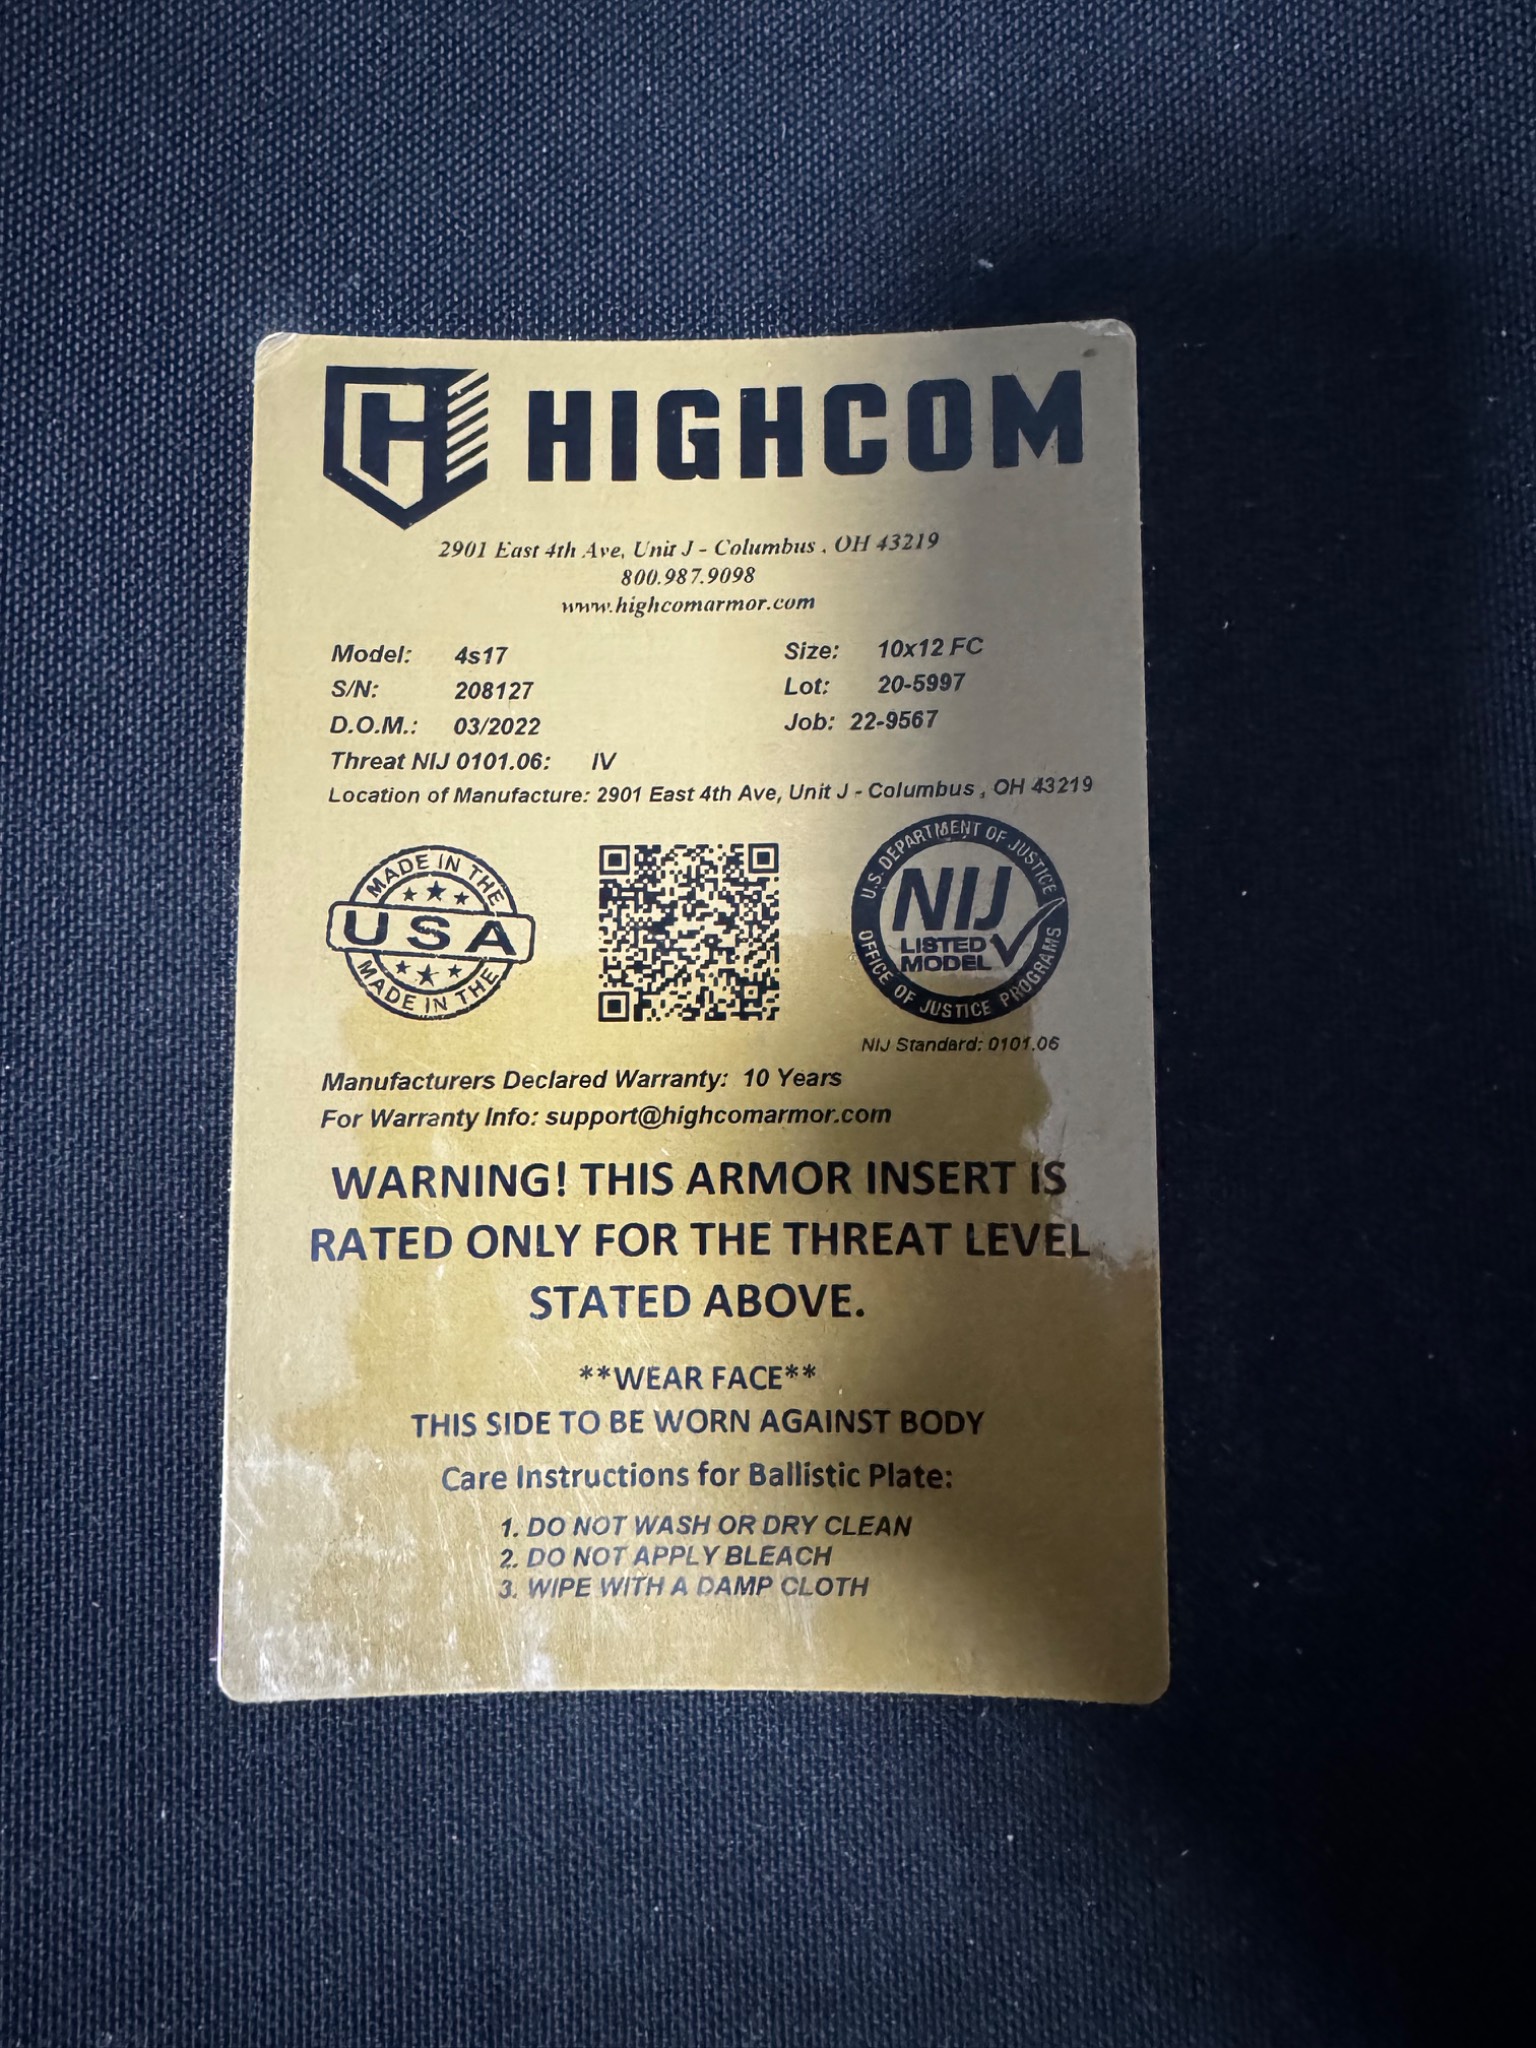 HIGHCOM
2901 East 4th Ave, Unit J - Columbus , OH 43219
800.987.9098
www.highcomarmor.com
Model: 4s17 Size: 10x12 FC
S/N: 208127 Lot: 20-5997
D.O.M.: 03/2022 Job: 22-9567
Threat NIJ 0101.06: IV
Location of Manufacture: 2901 East 4th Ave, Unit J - Columbus , OH 43219
MADE IN THE
USA
MADE IN THE
U.S. DEPARTMENT OF JUSTICE
NIJ
LISTED
MODEL
OFFICE OF JUSTICE PROGRAMS
NIJ Standard: 0101.06
Manufacturers Declared Warranty: 10 Years
For Warranty Info: support@highcomarmor.com
WARNING! THIS ARMOR INSERT IS
RATED ONLY FOR THE THREAT LEVEL
STATED ABOVE.
**WEAR FACE**
THIS SIDE TO BE WORN AGAINST BODY
Care Instructions for Ballistic Plate:
1. DO NOT WASH OR DRY CLEAN
2. DO NOT APPLY BLEACH
3. WIPE WITH A DAMP CLOTH